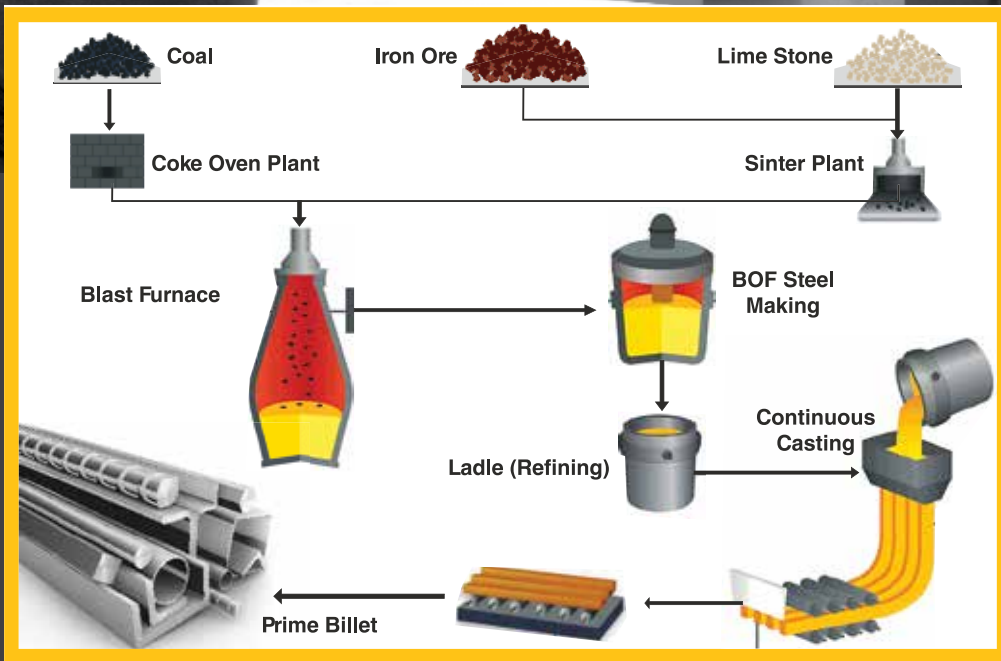 Coal
Iron Ore
Lime Stone
Coke Oven Plant
Sinter Plant
Blast Furnace
BOF Steel
Making
Continuous
Casting
Ladle (Refining)
Prime Billet